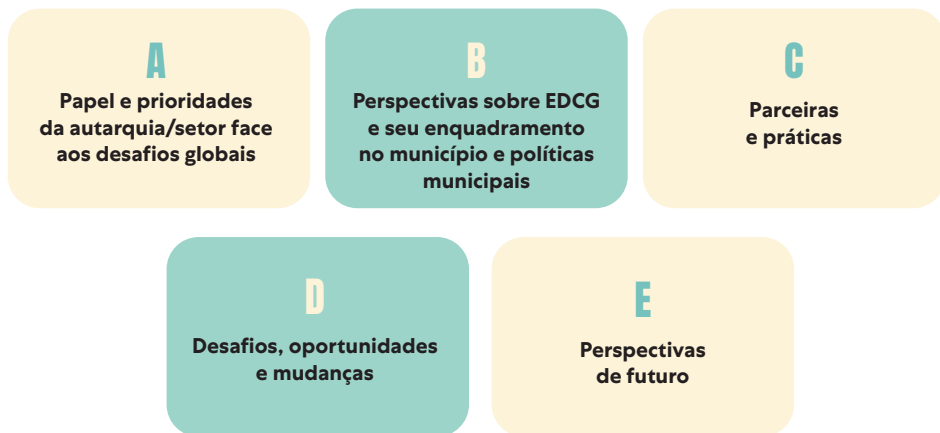 A
Papel e prioridades
da autarquia/setor face
aos desafios globais
B
Perspectivas sobre EDCG
e seu enquadramento
no município e políticas
municipais
C
Parceiras
e práticas
D
Desafios, oportunidades
e mudanças
E
Perspectivas
de futuro